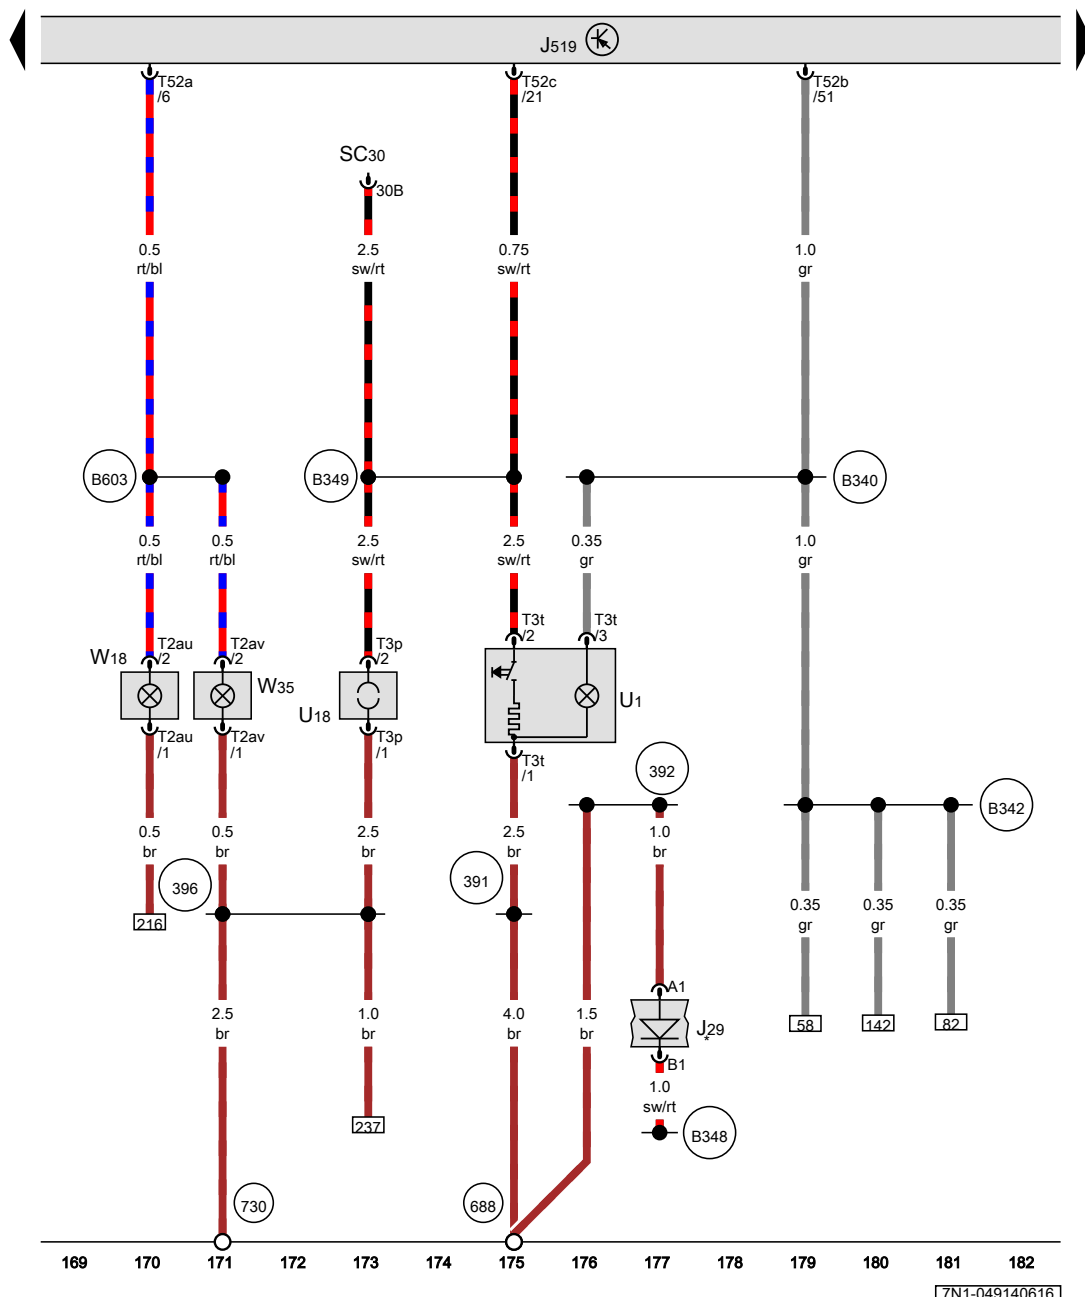 J519
T52a
/6
T52c
/21
T52b
/51
SC30
30B
0.5
rt/bl
2.5
sw/rt
0.75
sw/rt
1.0
gr
B603
B349
B340
0.5
rt/bl
0.5
rt/bl
2.5
sw/rt
2.5
sw/rt
0.35
gr
1.0
gr
T2au
/2
T2av
/2
T3p
/2
T3t
/2
T3t
/3
W18
W35
U18
U1
T2au
/1
T2av
/1
T3p
/1
T3t
/1
392
B342
0.5
br
0.5
br
2.5
br
2.5
br
1.0
br
396
391
216
0.35
gr
0.35
gr
0.35
gr
A1
2.5
br
1.0
br
4.0
br
1.5
br
J29
*
58
142
82
B1
1.0
sw/rt
237
B348
730
688
169 170 171 172 173 174 175 176 177 178 179 180 181 182
7N1-049140616